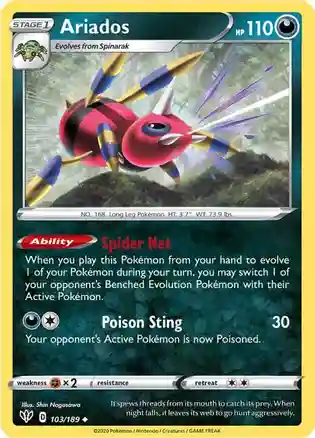 STAGE 1 Ariados HP 110
Evolves from Spinarak
NO. 168 Long Leg Pokémon HT: 3'7" WT: 73.9 lbs.
Ability Spider Net
When you play this Pokémon from your hand to evolve
1 of your Pokémon during your turn, you may switch 1 of
your opponent's Benched Evolution Pokémon with their
Active Pokémon.
Poison Sting 30
Your opponent's Active Pokémon is now Poisoned.
weakness ×2 resistance retreat
Illus. Shin Nagasawa
D 103/189
It spews threads from its mouth to catch its prey. When
night falls, it leaves its web to go hunt aggressively.
©2020 Pokémon / Nintendo / Creatures / GAME FREAK